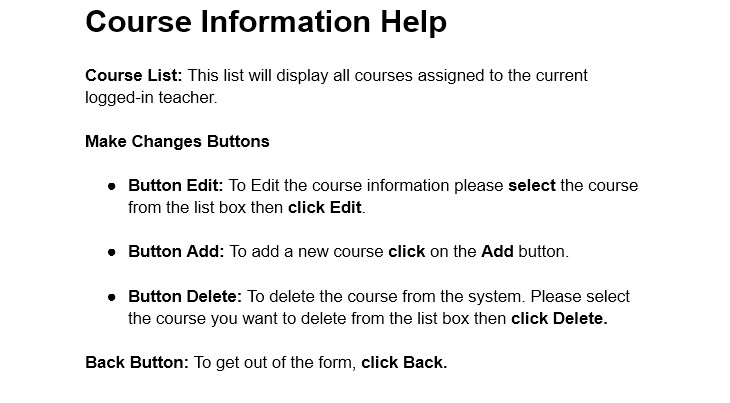 Course Information Help
Course List: This list will display all courses assigned to the current
logged-in teacher.
Make Changes Buttons
● Button Edit: To Edit the course information please select the course
from the list box then click Edit.
● Button Add: To add a new course click on the Add button.
● Button Delete: To delete the course from the system. Please select
the course you want to delete from the list box then click Delete.
Back Button: To get out of the form, click Back.